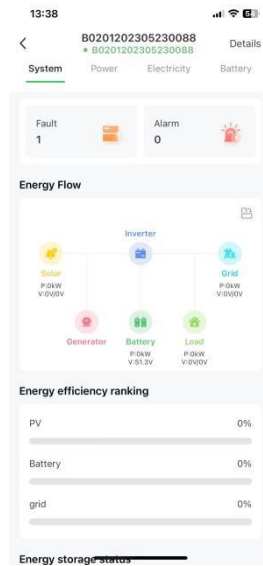 13:38
B0201202305230088
B0201202305230088
Details
System Power Electricity Battery
Fault
1
Alarm
0
Energy Flow
Inverter
Solar
P:0kW
V:0V/0V
Grid
P:0kW
V:0V/0V
Generator
Battery
P:0kW
V:51.3V
Load
P:0kW
V:0V/0V
Energy efficiency ranking
PV 0%
Battery 0%
grid 0%
Energy storage status